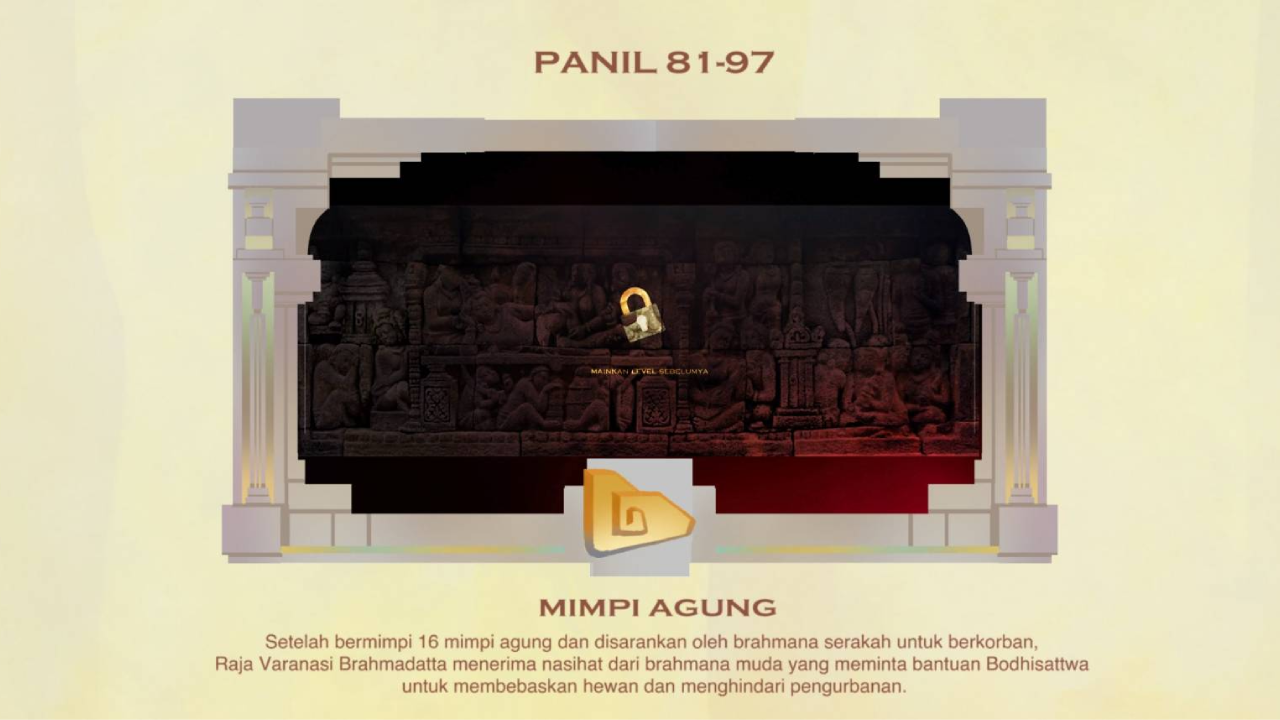 PANIL 81-97
MAINKAN LEVEL SEBELUMYA
MIMPI AGUNG
Setelah bermimpi 16 mimpi agung dan disarankan oleh brahmana serakah untuk berkorban,
Raja Varanasi Brahmadatta menerima nasihat dari brahmana muda yang meminta bantuan Bodhisattwa
untuk membebaskan hewan dan menghindari pengurbanan.